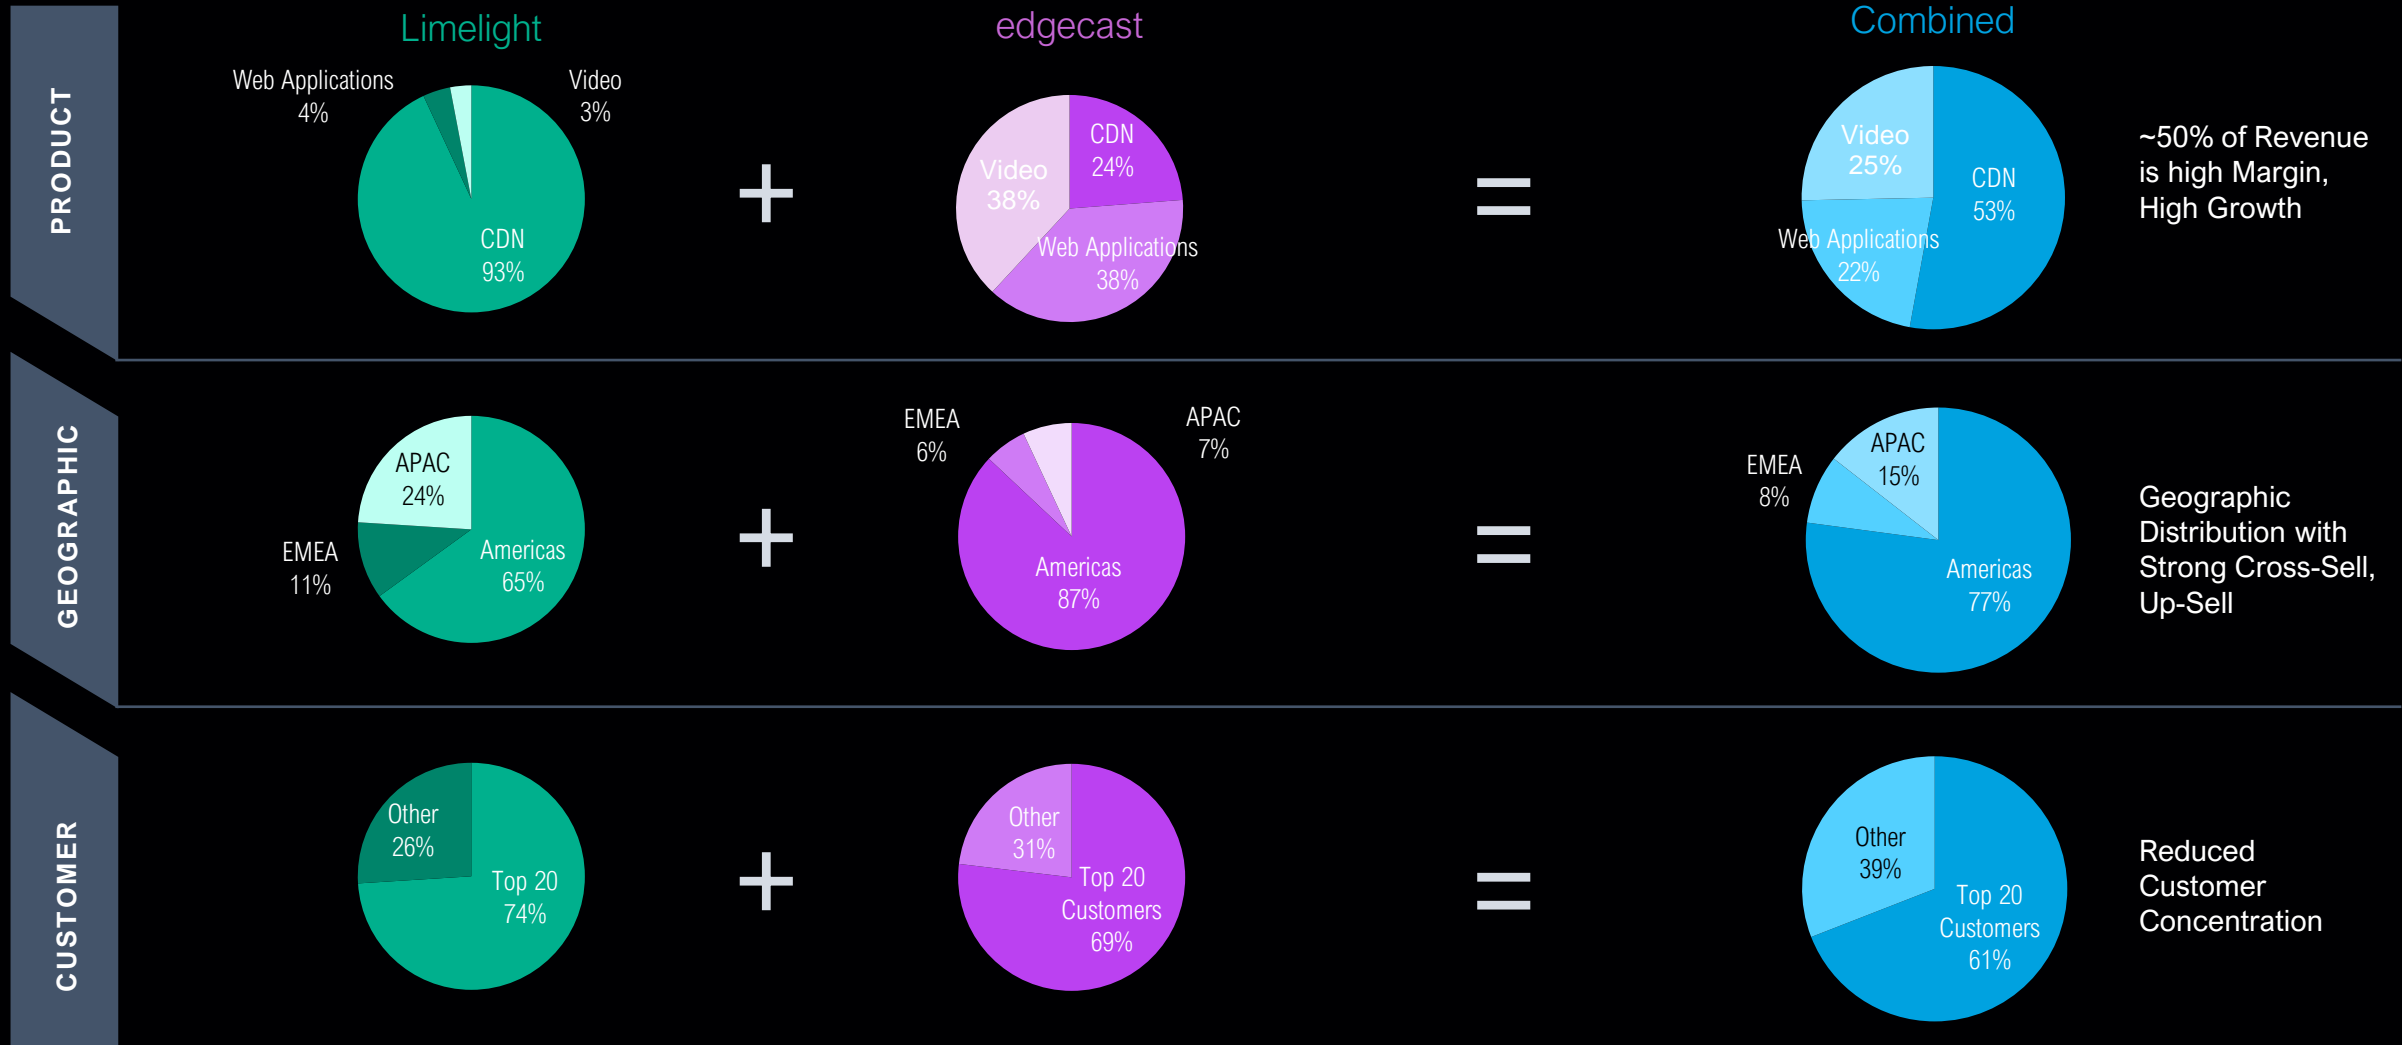 Limelight
edgecast
Combined
PRODUCT
Web Applications
4%
Video
3%
CDN
93%
+
CDN
24%
Video
38%
Web Applications
38%
=
Video
25%
CDN
53%
Web Applications
22%
~50% of Revenue
is high Margin,
High Growth
GEOGRAPHIC
APAC
24%
EMEA
11%
Americas
65%
+
EMEA
6%
APAC
7%
Americas
87%
=
EMEA
8%
APAC
15%
Americas
77%
Geographic
Distribution with
Strong Cross-Sell,
Up-Sell
CUSTOMER
Other
26%
Top 20
74%
+
Other
31%
Top 20
Customers
69%
=
Other
39%
Top 20
Customers
61%
Reduced
Customer
Concentration